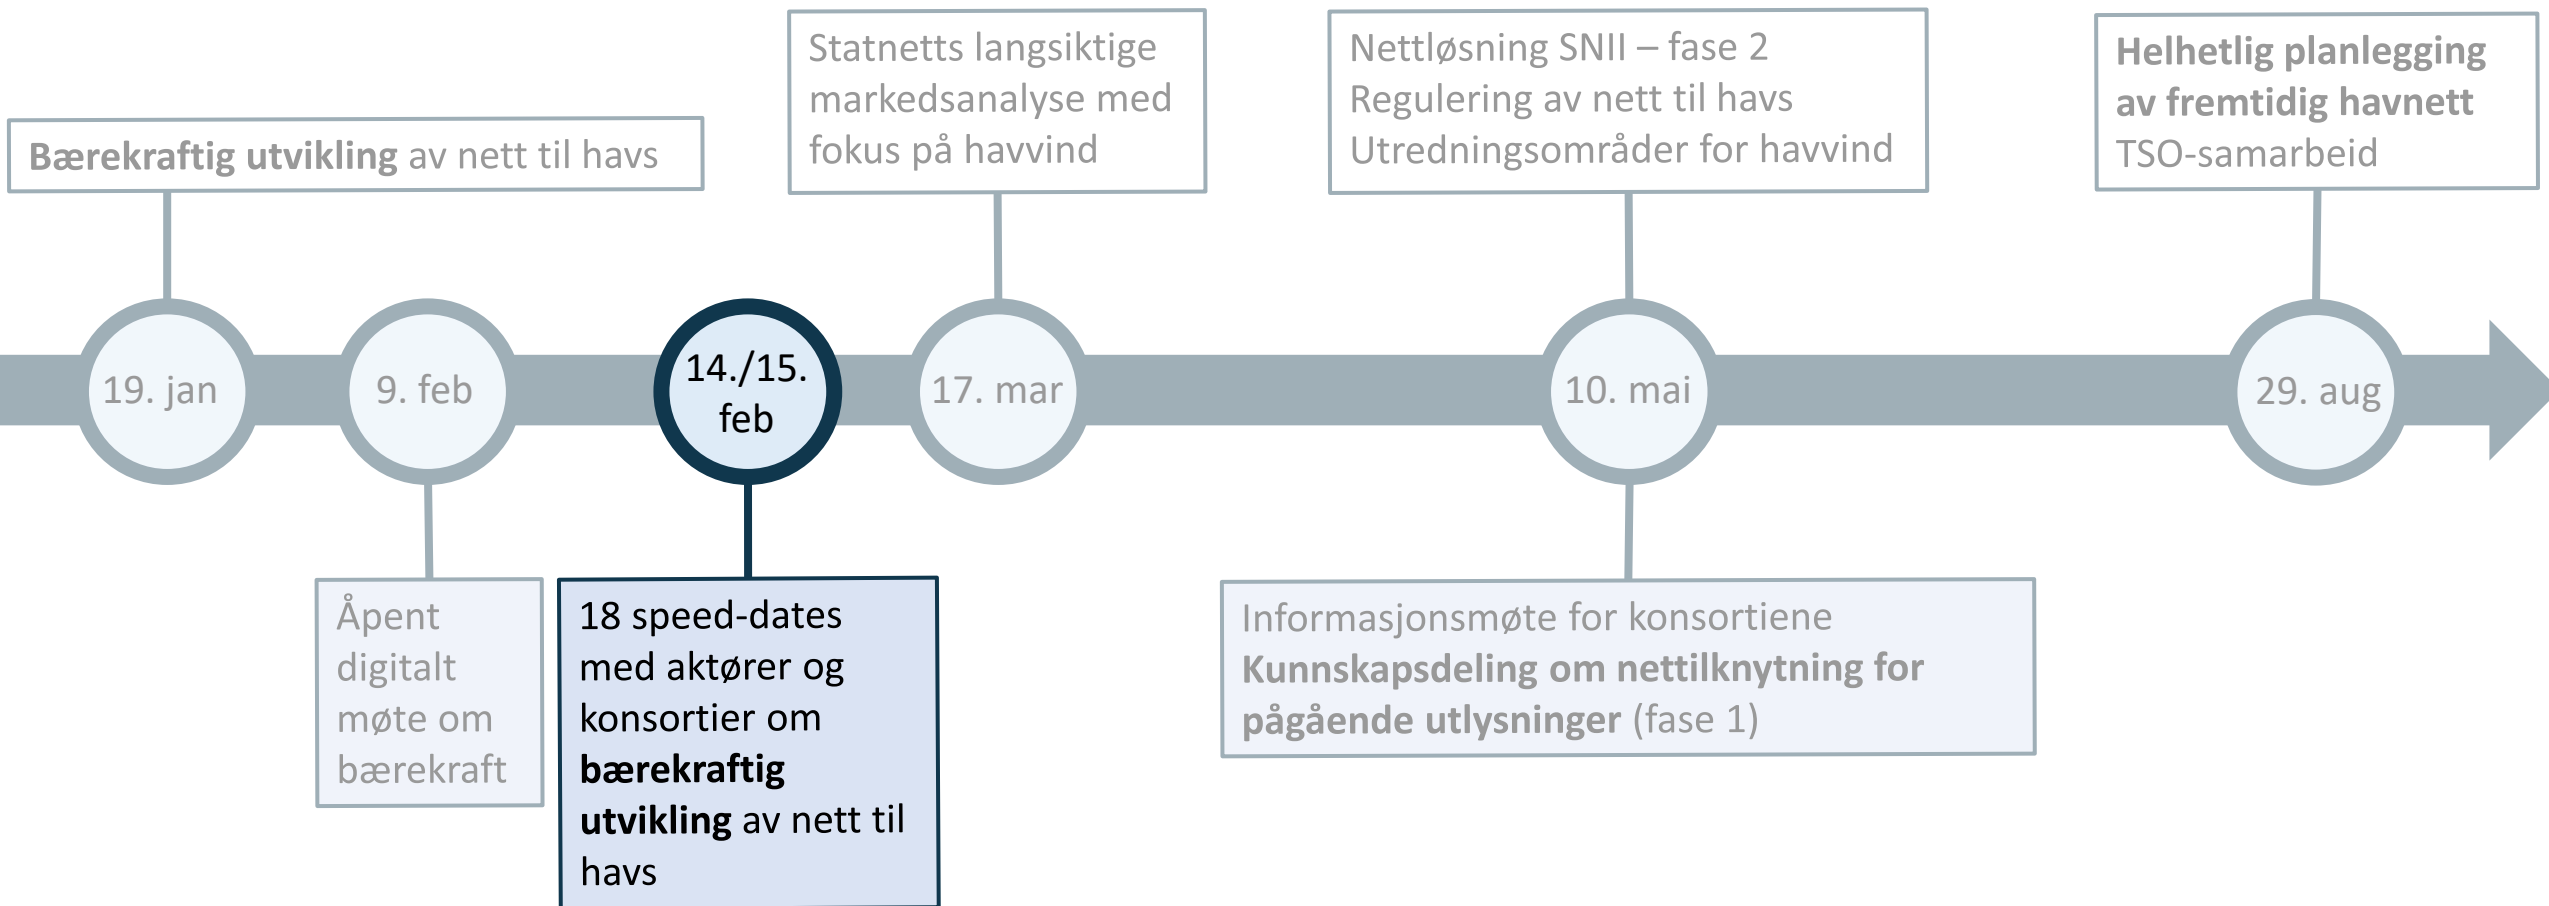 Bærekraftig utvikling av nett til havs
Statnetts langsiktige
markedsanalyse med
fokus på havvind
Nettløsning SNII – fase 2
Regulering av nett til havs
Utredningsområder for havvind
Helhetlig planlegging
av fremtidig havnett
TSO-samarbeid
19. jan
9. feb
14./15.
feb
17. mar
10. mai
29. aug
Åpent
digitalt
møte om
bærekraft
18 speed-dates
med aktører og
konsortier om
bærekraftig
utvikling av nett til
havs
Informasjonsmøte for konsortiene
Kunnskapsdeling om nettilknytning for
pågående utlysninger (fase 1)